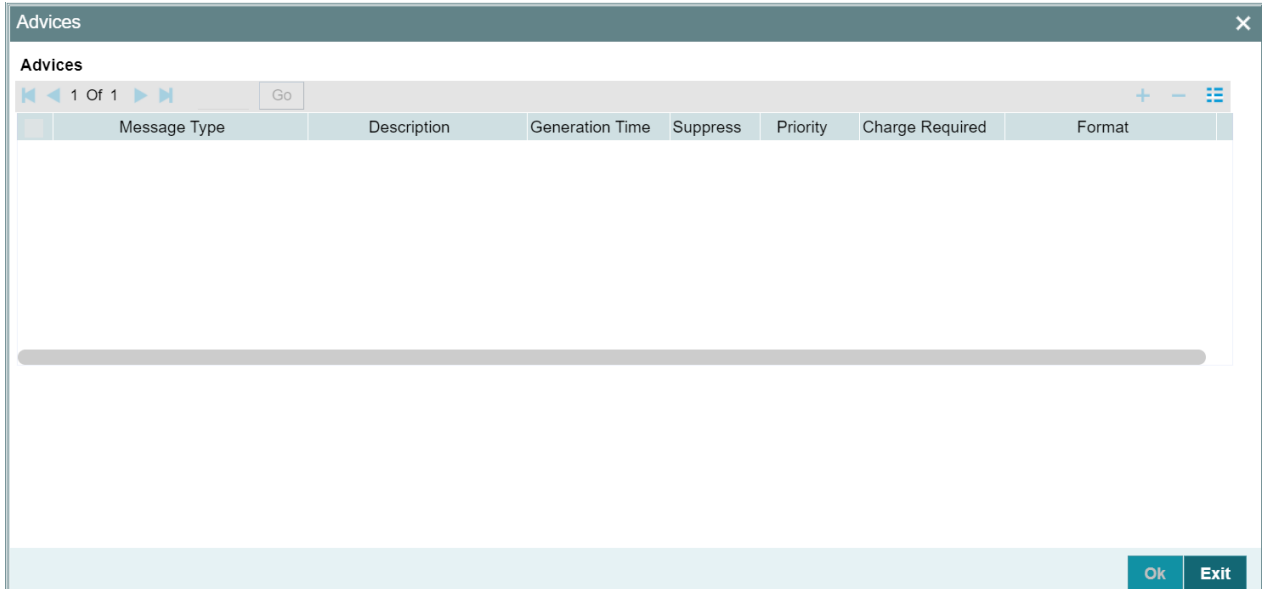 Advices
Advices
1 Of 1 Go
Message Type Description Generation Time Suppress Priority Charge Required Format
Ok Exit